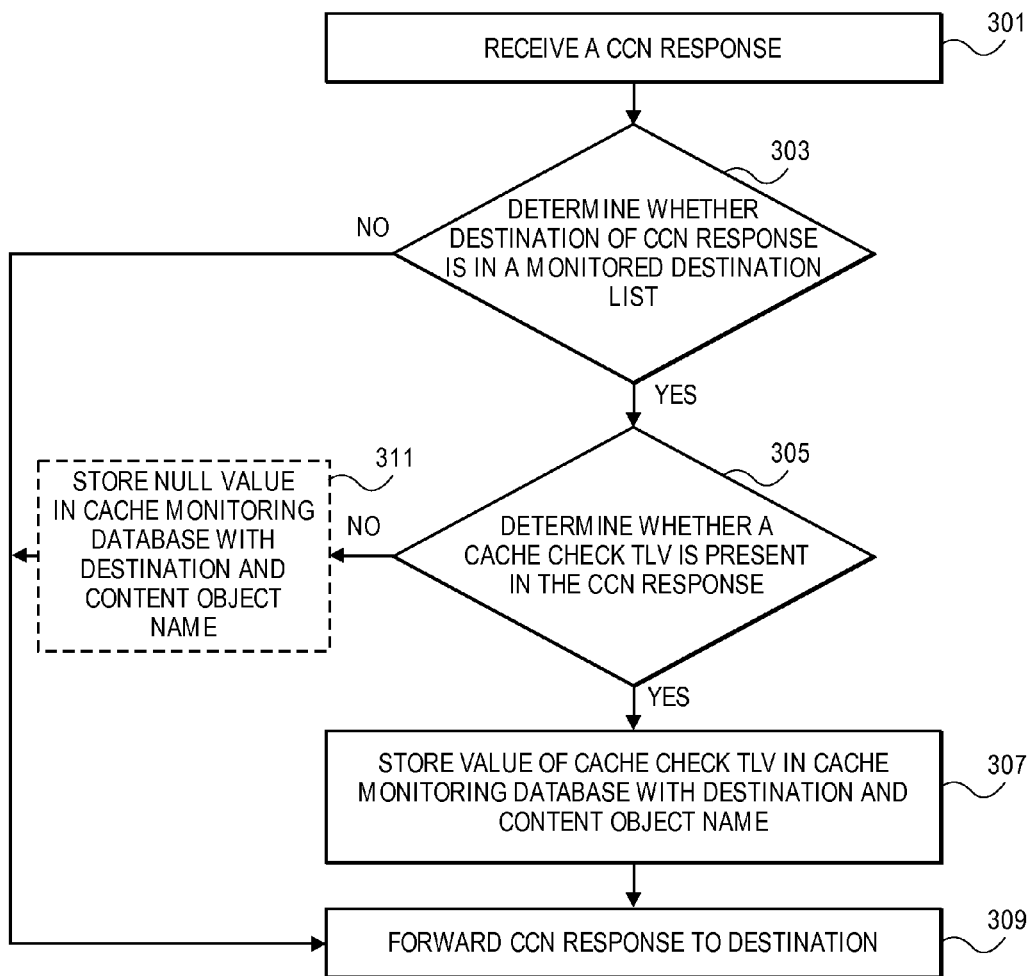 RECEIVE A CCN RESPONSE
301
303
DETERMINE WHETHER
DESTINATION OF CCN RESPONSE
IS IN A MONITORED DESTINATION
LIST
NO
YES
305
DETERMINE WHETHER A
CACHE CHECK TLV IS PRESENT
IN THE CCN RESPONSE
NO
311
STORE NULL VALUE
IN CACHE MONITORING
DATABASE WITH
DESTINATION AND
CONTENT OBJECT
NAME
YES
STORE VALUE OF CACHE CHECK TLV IN CACHE
MONITORING DATABASE WITH DESTINATION AND
CONTENT OBJECT NAME
307
FORWARD CCN RESPONSE TO DESTINATION
309